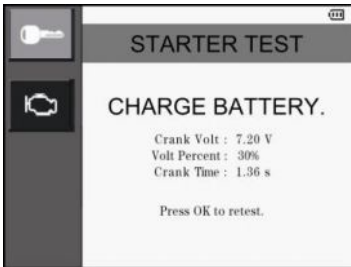 STARTER TEST
CHARGE BATTERY.
Crank Volt : 7.20 V
Volt Percent : 30%
Crank Time : 1.36 s
Press OK to retest.